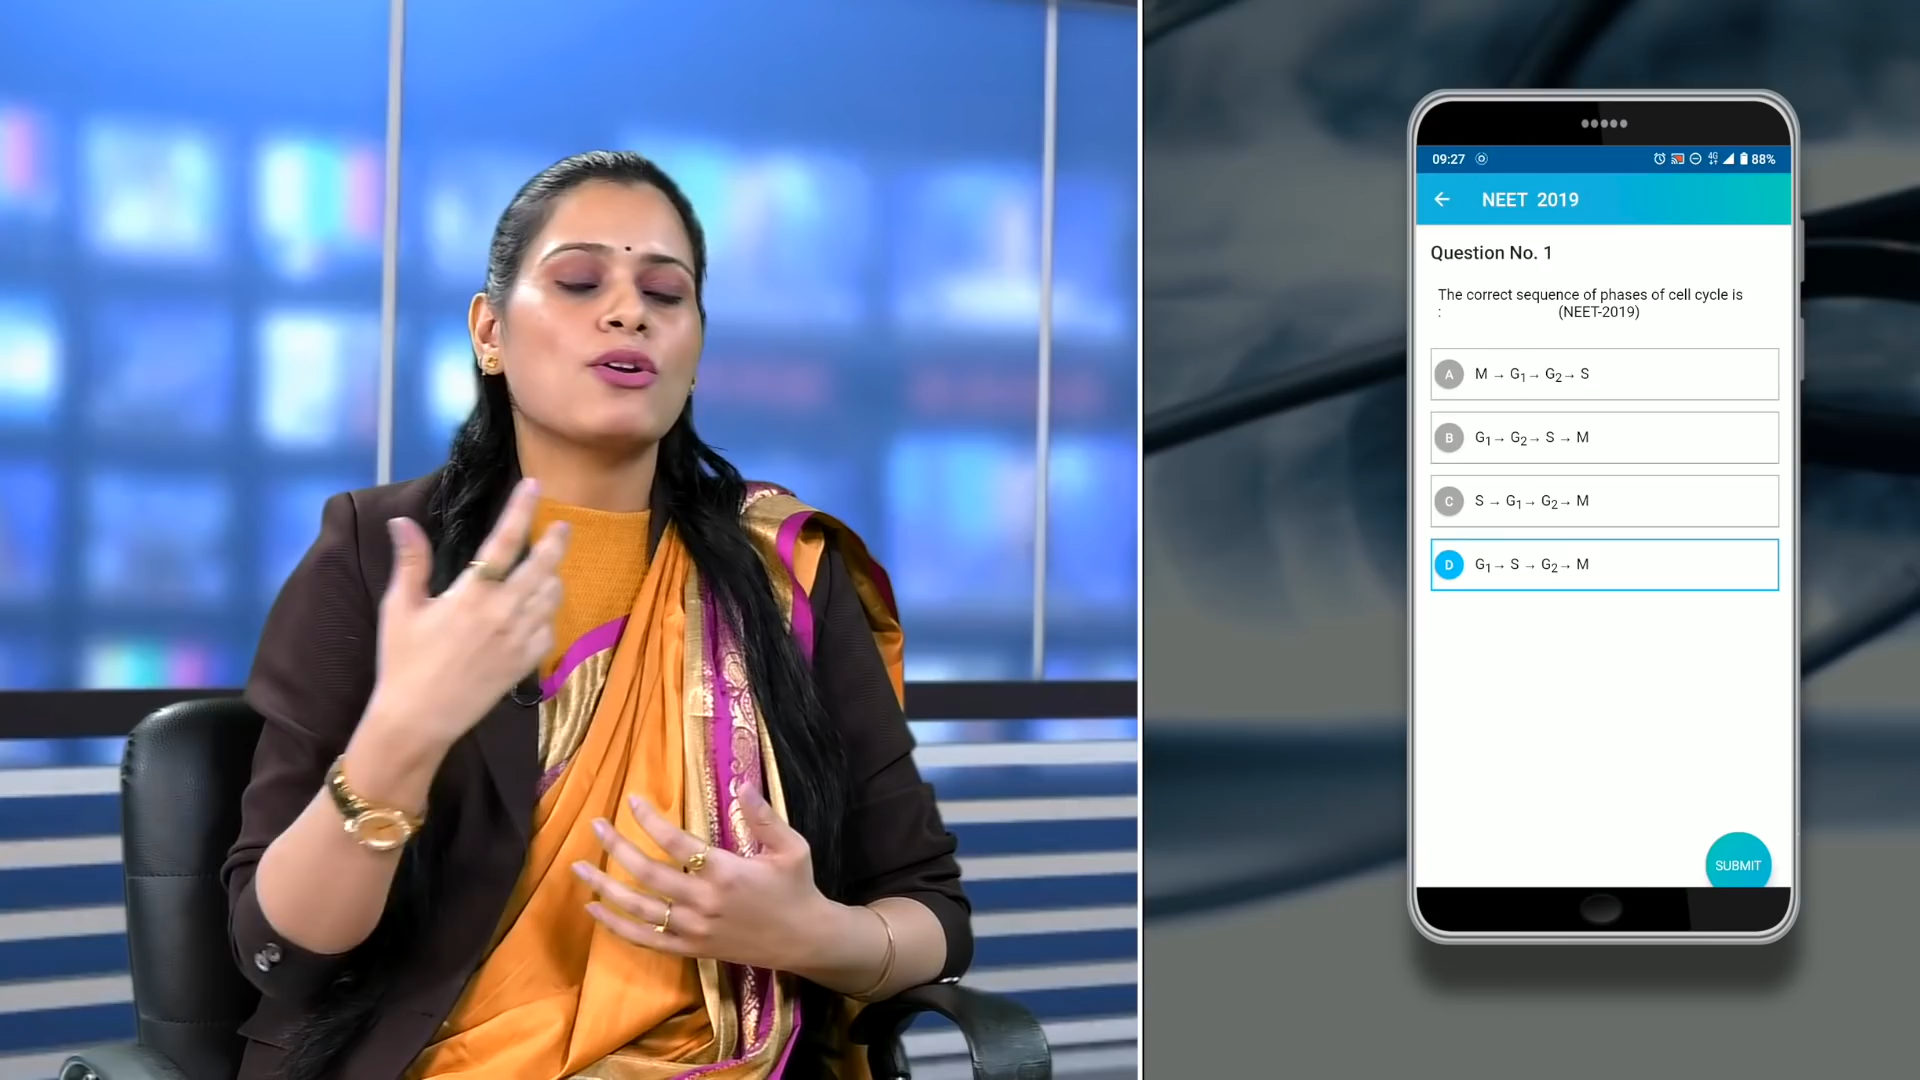 09:27 4G 88%
NEET 2019
Question No. 1
The correct sequence of phases of cell cycle is
: (NEET-2019)
A M → G₁→ G₂→ S
B G₁→ G₂→ S → M
C S → G₁→ G₂→ M
D G₁→ S → G₂→ M
SUBMIT